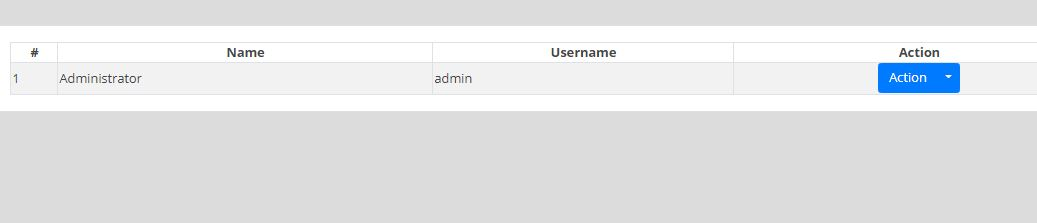 # Name Username Action
1 Administrator admin Action